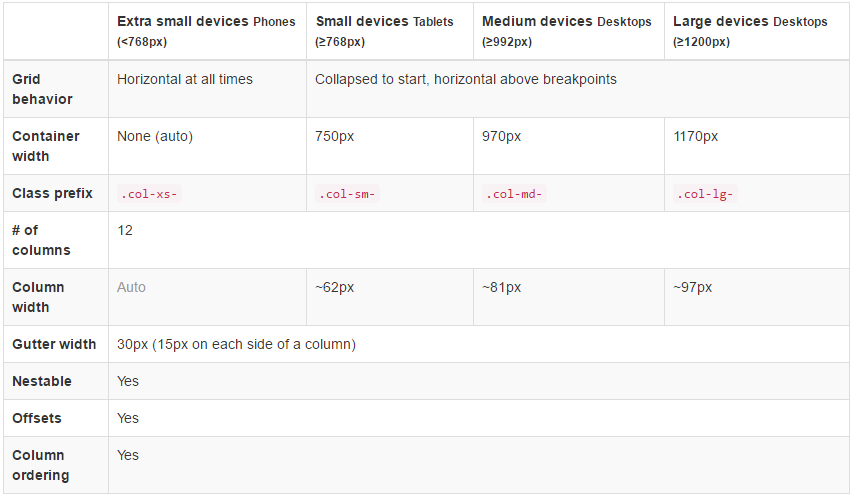 Extra small devices Phones (<768px)
Small devices Tablets (≥768px)
Medium devices Desktops (≥992px)
Large devices Desktops (≥1200px)
Grid behavior
Horizontal at all times
Collapsed to start, horizontal above breakpoints
Container width
None (auto)
750px
970px
1170px
Class prefix
.col-xs-
.col-sm-
.col-md-
.col-lg-
# of columns
12
Column width
Auto
~62px
~81px
~97px
Gutter width
30px (15px on each side of a column)
Nestable
Yes
Offsets
Yes
Column ordering
Yes